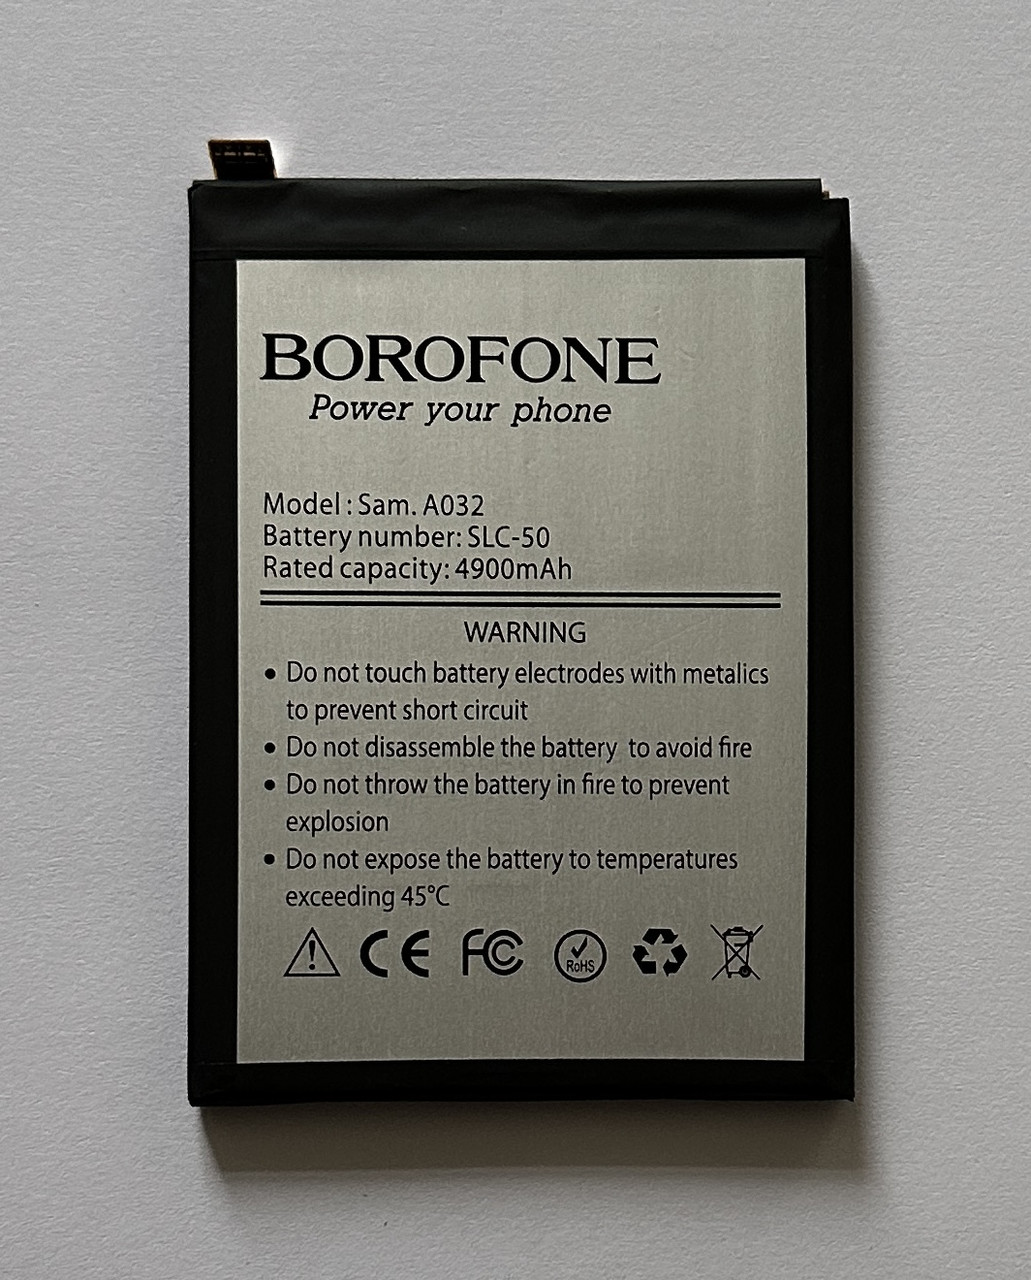 BOROFONE
Power your phone
Model : Sam. A032
Battery number: SLC-50
Rated capacity: 4900mAh
WARNING
• Do not touch battery electrodes with metalics
to prevent short circuit
• Do not disassemble the battery to avoid fire
• Do not throw the battery in fire to prevent
explosion
• Do not expose the battery to temperatures
exceeding 45°C
CE FC RoHS